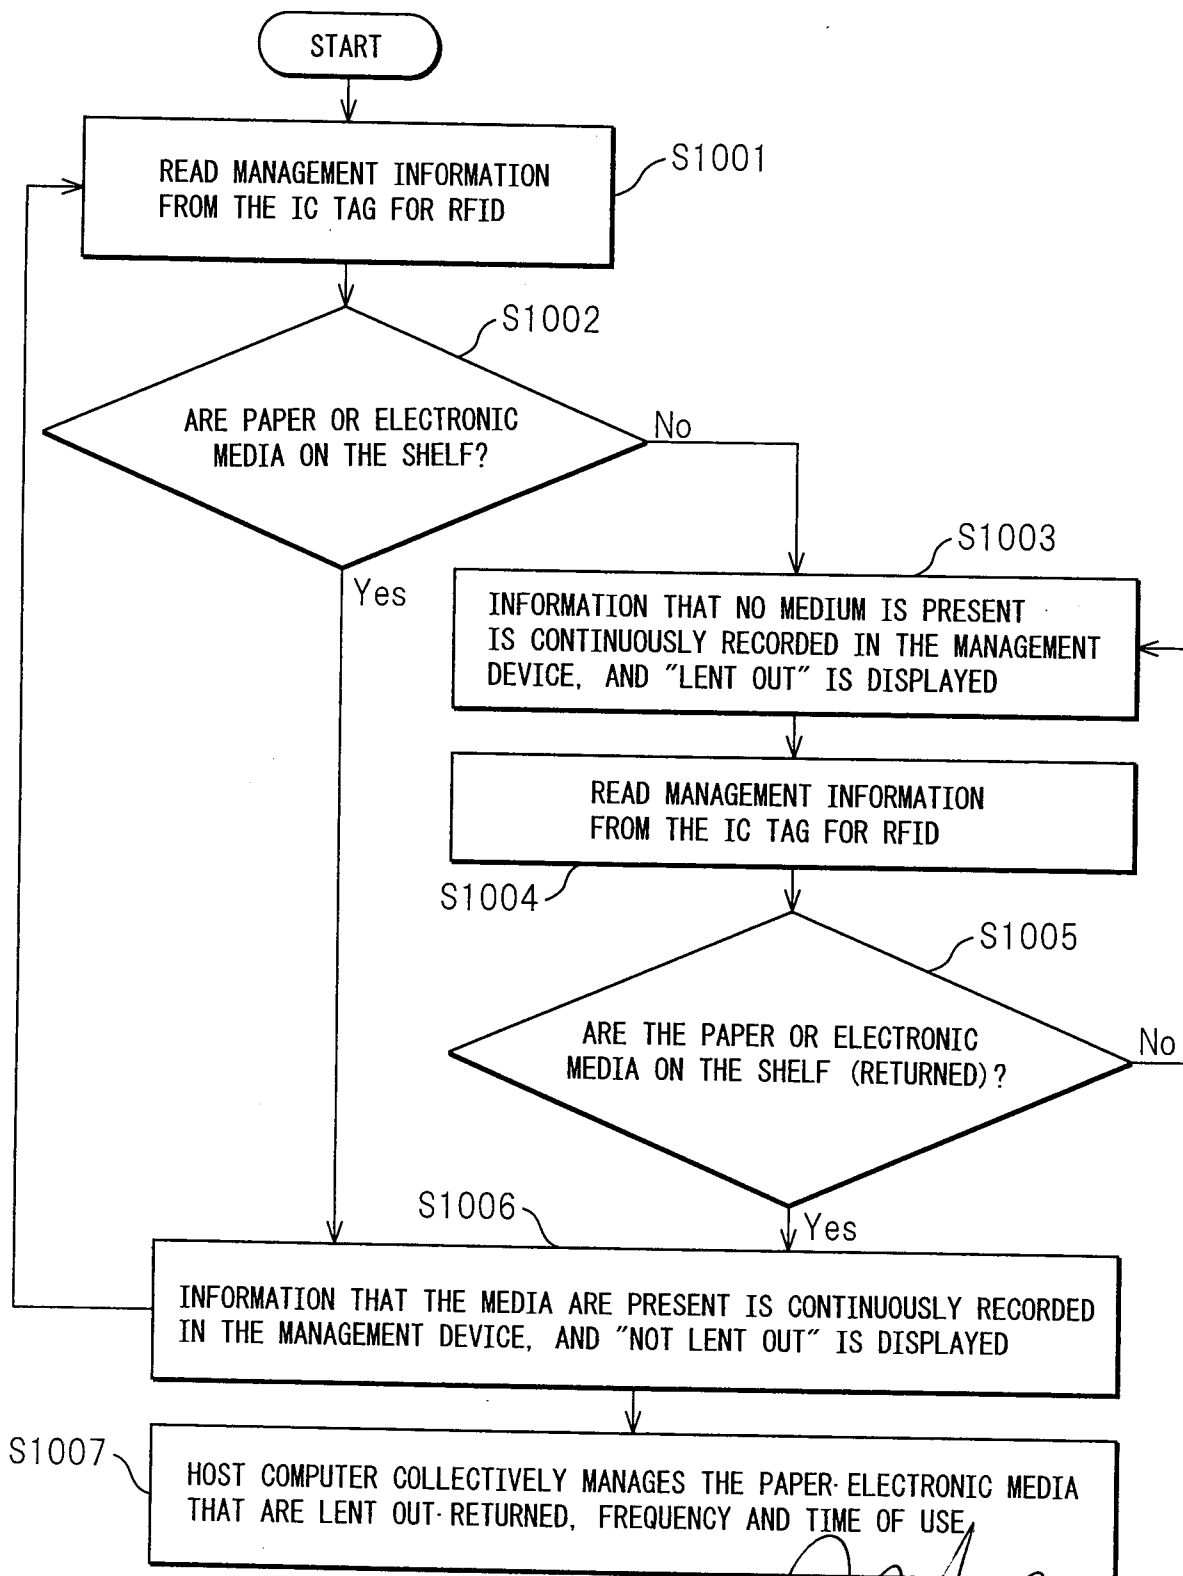 START
READ MANAGEMENT INFORMATION
FROM THE IC TAG FOR RFID
S1001
S1002
ARE PAPER OR ELECTRONIC
MEDIA ON THE SHELF?
No
Yes
S1003
INFORMATION THAT NO MEDIUM IS PRESENT
IS CONTINUOUSLY RECORDED IN THE MANAGEMENT
DEVICE, AND "LENT OUT" IS DISPLAYED
READ MANAGEMENT INFORMATION
FROM THE IC TAG FOR RFID
S1004
S1005
ARE THE PAPER OR ELECTRONIC
MEDIA ON THE SHELF (RETURNED)?
No
Yes
S1006
INFORMATION THAT THE MEDIA ARE PRESENT IS CONTINUOUSLY RECORDED
IN THE MANAGEMENT DEVICE, AND "NOT LENT OUT" IS DISPLAYED
S1007
HOST COMPUTER COLLECTIVELY MANAGES THE PAPER·ELECTRONIC MEDIA
THAT ARE LENT OUT·RETURNED, FREQUENCY AND TIME OF USE